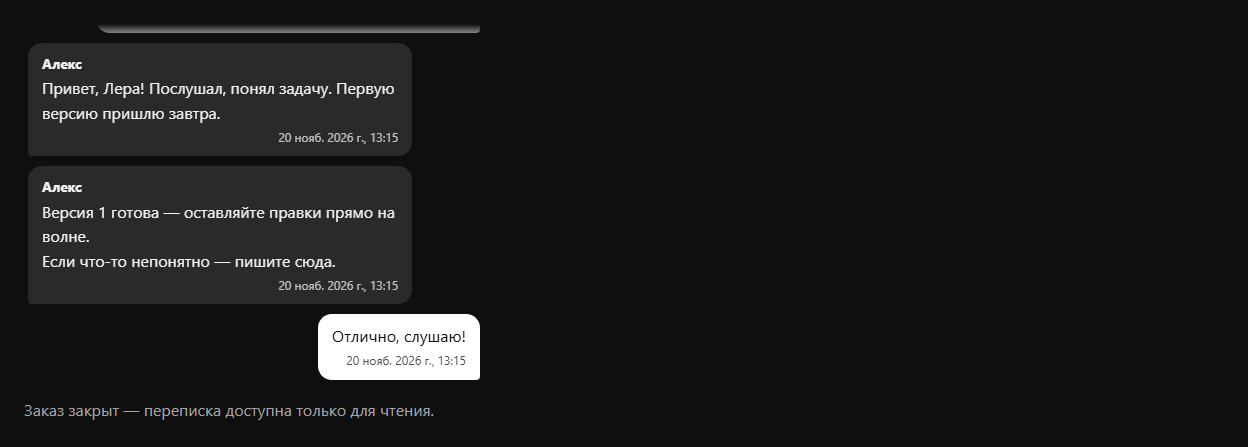 Алекс
Привет, Лера! Послушал, понял задачу. Первую
версию пришлю завтра.
20 нояб. 2026 г., 13:15
Алекс
Версия 1 готова — оставляйте правки прямо на
волне.
Если что-то непонятно — пишите сюда.
20 нояб. 2026 г., 13:15
Отлично, слушаю!
20 нояб. 2026 г., 13:15
Заказ закрыт — переписка доступна только для чтения.